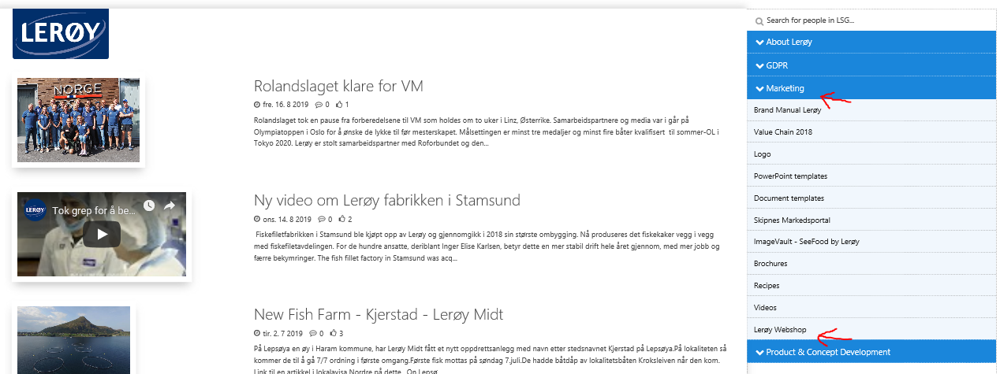 LERØY
NORGE
Rolandslaget klare for VM
fre. 16. 8 2019 0 1
Rolandslaget tok en pause fra forberedelsene til VM som holdes om to uker i Linz, Østerrike. Samarbeidspartnere og media var i går på
Olympiatoppen i Oslo for å ønske de lykke til før mesterskapet. Målsettingen er minst tre medaljer og minst fire båter kvalifisert til sommer-OL i
Tokyo 2020. Lerøy er stolt samarbeidspartner med Roforbundet og den...
LERØY
Tok grep for å be...
Ny video om Lerøy fabrikken i Stamsund
ons. 14. 8 2019 0 2
Fiskefiletfabrikken i Stamsund ble kjøpt opp av Lerøy og gjennomgikk i 2018 sin største ombygging. Nå produseres det fiskekaker vegg i vegg
med fiskefiletavdelingen. For de hundre ansatte, deriblant Inger Elise Karlsen, betyr dette en mer stabil drift hele året gjennom, med mer jobb og
færre bekymringer. The fish fillet factory in Stamsund was acq...
New Fish Farm - Kjerstad - Lerøy Midt
tir. 2. 7 2019 0 3
På Lepsøya en øy i Haram kommune, har Lerøy Midt fått et nytt oppdrettsanlegg med navn etter stedsnavnet Kjerstad på Lepsøya.På lokaliteten så
kommer de til å gå 7/7 ordning i første omgang.Første fisk mottas på søndag 7.juli.De hadde båtdåp av lokalitetsbåten Kroksleiven når den kom.
Link til en artikkel i lokalavisa Nordre på dette On Lepsø
Search for people in LSG...
About Lerøy
GDPR
Marketing
Brand Manual Lerøy
Value Chain 2018
Logo
PowerPoint templates
Document templates
Skipnes Markedsportal
ImageVault - SeeFood by Lerøy
Brochures
Recipes
Videos
Lerøy Webshop
Product & Concept Development